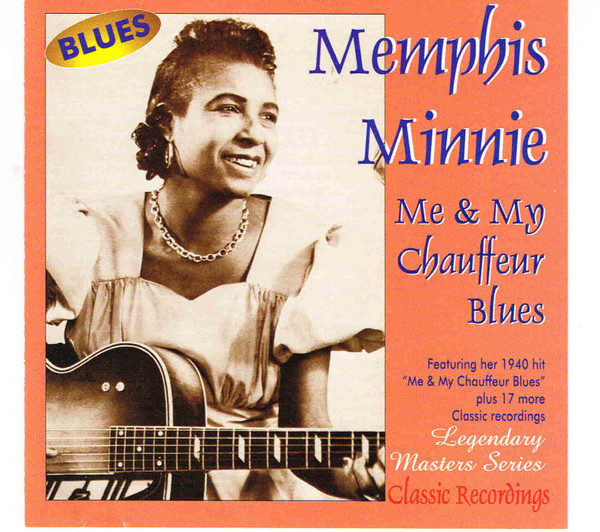 BLUES
Memphis
Minnie
Me & My
Chauffeur
Blues
Featuring her 1940 hit
"Me & My Chauffeur Blues"
plus 17 more
Classic recordings
Legendary
Masters Series
Classic Recordings